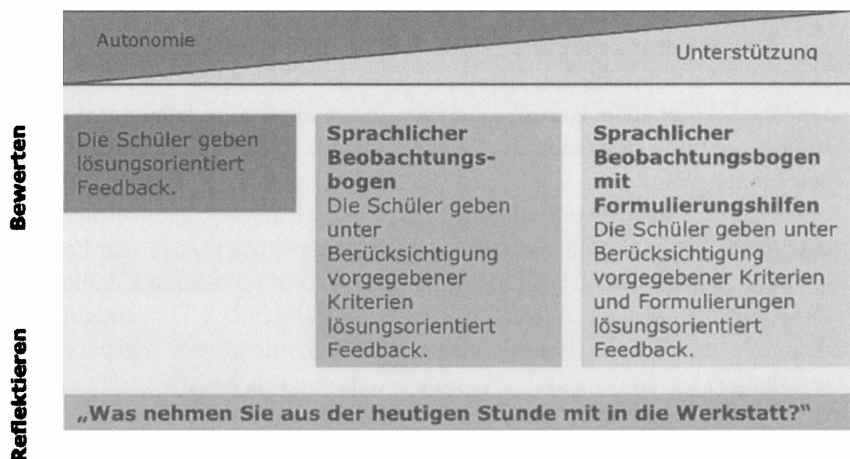 Autonomie
Unterstützung
Bewerten
Die Schüler geben
lösungsorientiert
Feedback.
Sprachlicher
Beobachtungs-
bogen
Die Schüler geben
unter
Berücksichtigung
vorgegebener
Kriterien
lösungsorientiert
Feedback.
Sprachlicher
Beobachtungsbogen
mit
Formulierungshilfen
Die Schüler geben unter
Berücksichtigung
vorgegebener Kriterien
und Formulierungen
lösungsorientiert
Feedback.
Reflektieren
„Was nehmen Sie aus der heutigen Stunde mit in die Werkstatt?“